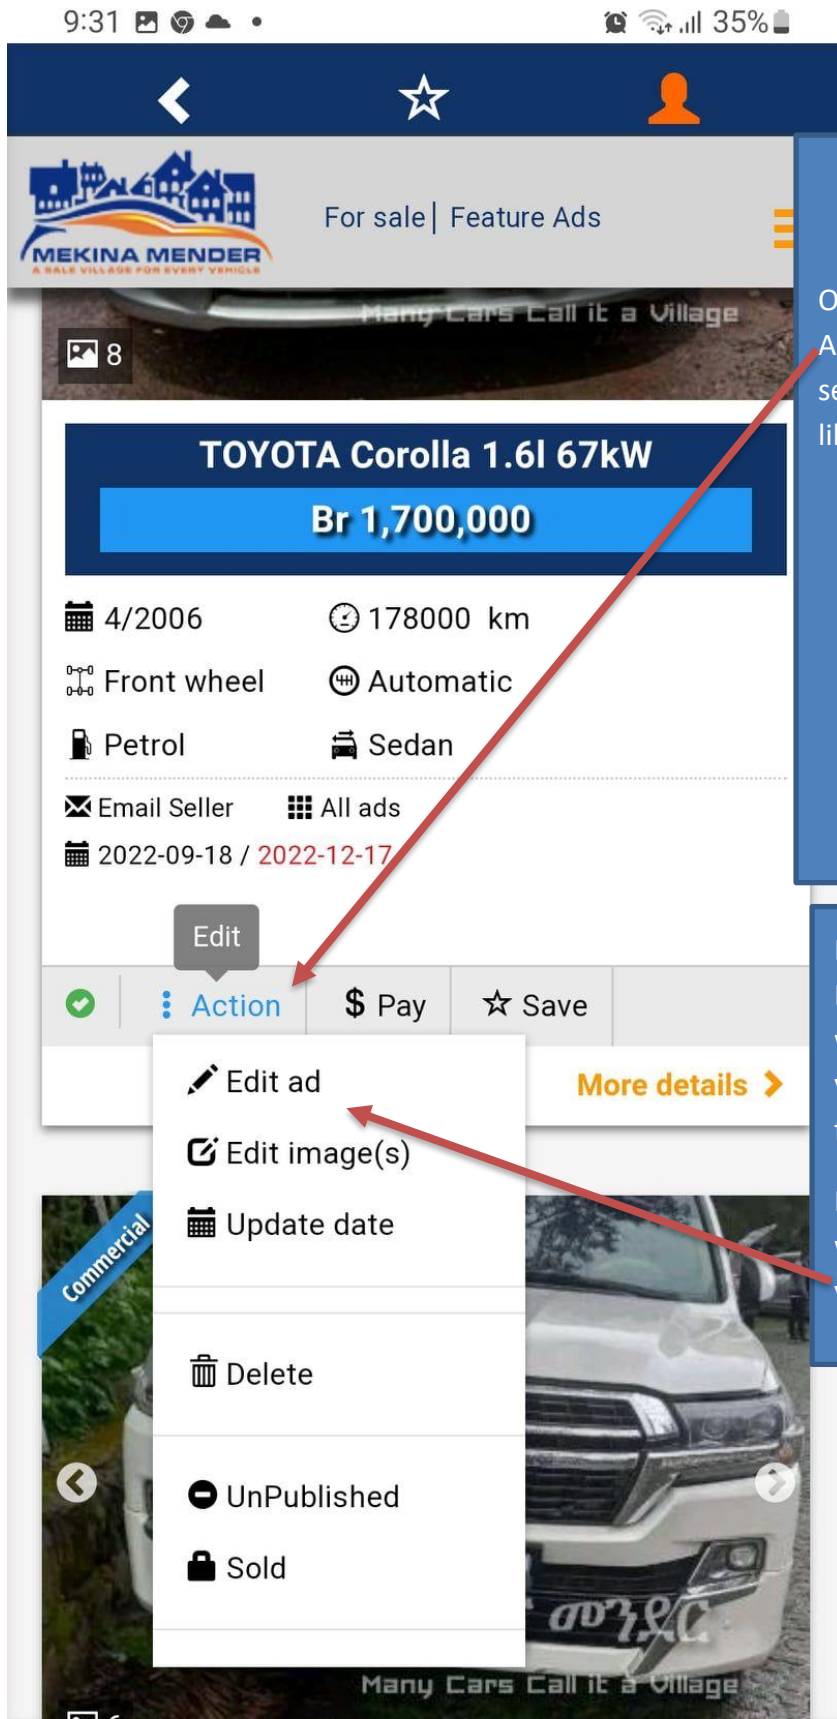 9:31
35%
MEKINA MENDER
A SALE VILLAGE FOR EVERY VEHICLE
For sale| Feature Ads
Many Cars Call it a Village
8
TOYOTA Corolla 1.6l 67kW
Br 1,700,000
4/2006
178000 km
Front wheel
Automatic
Petrol
Sedan
Email Seller
All ads
2022-09-18 / 2022-12-17
Edit
Action
$ Pay
Save
Edit ad
More details
Edit image(s)
Update date
Commercial
Delete
UnPublished
Sold
መንደር
Many Cars Call it a Village